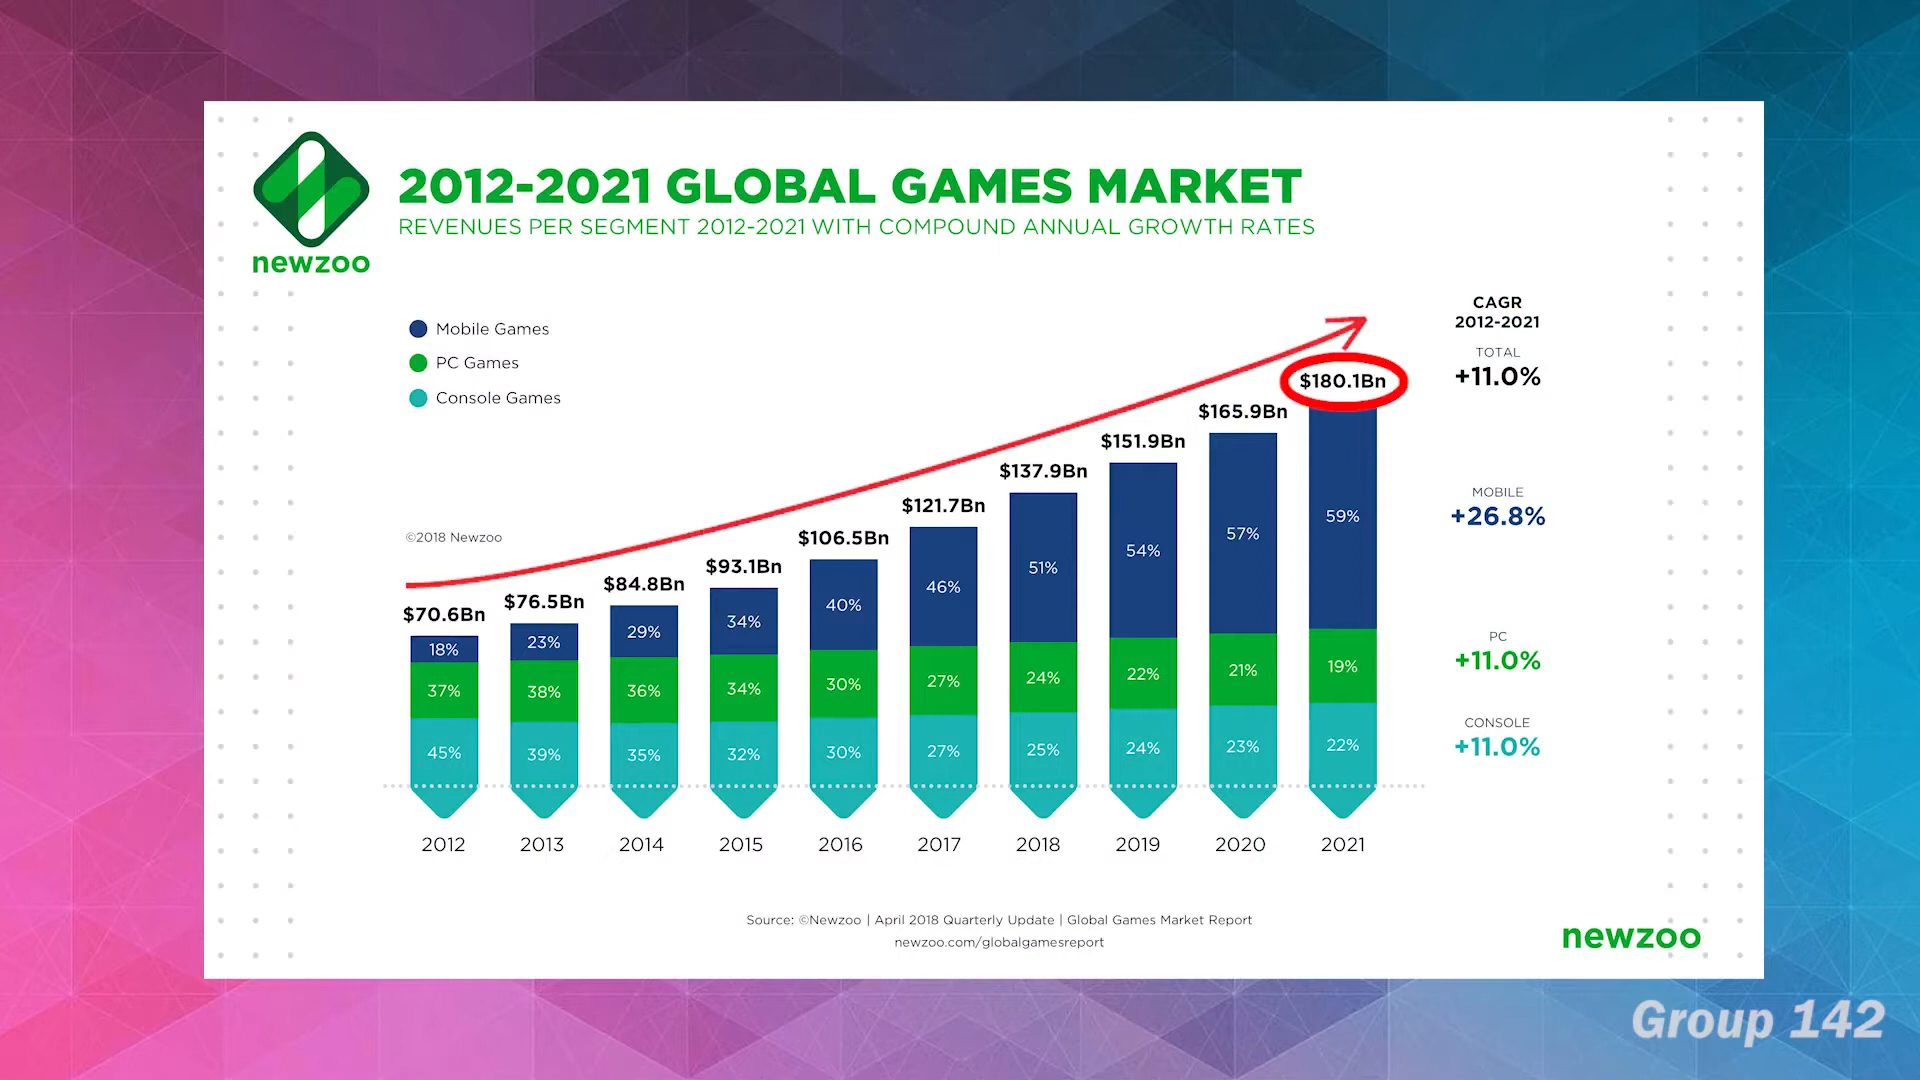 2012-2021 GLOBAL GAMES MARKET
REVENUES PER SEGMENT 2012-2021 WITH COMPOUND ANNUAL GROWTH RATES
newzoo
Mobile Games
PC Games
Console Games
©2018 Newzoo
$70.6Bn
$76.5Bn
$84.8Bn
$93.1Bn
$106.5Bn
$121.7Bn
$137.9Bn
$151.9Bn
$165.9Bn
$180.1Bn
18%
23%
29%
34%
40%
46%
51%
54%
57%
59%
37%
38%
36%
34%
30%
27%
24%
22%
21%
19%
45%
39%
35%
32%
30%
27%
25%
24%
23%
22%
2012
2013
2014
2015
2016
2017
2018
2019
2020
2021
CAGR
2012-2021
TOTAL
+11.0%
MOBILE
+26.8%
PC
+11.0%
CONSOLE
+11.0%
Source: ©Newzoo | April 2018 Quarterly Update | Global Games Market Report
newzoo.com/globalgamesreport
newzoo
Group 142